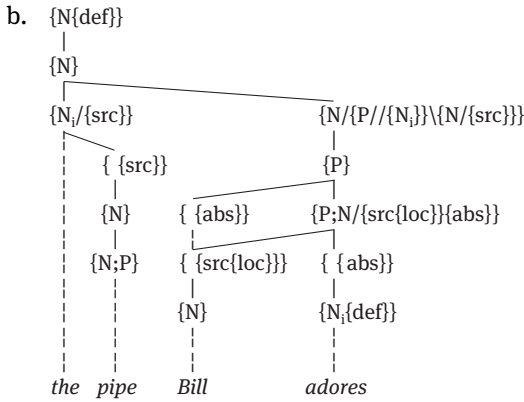 b. {N{def}}
{N}
{Nᵢ/{src}} {N/{P//{Nᵢ}}\{N/{src}}}
{ {src}} {P}
{N} { {abs}} {P;N/{src{loc}}{abs}}
{N;P} { {src{loc}}} { {abs}}
{N} {Nᵢ{def}}
the pipe Bill adores